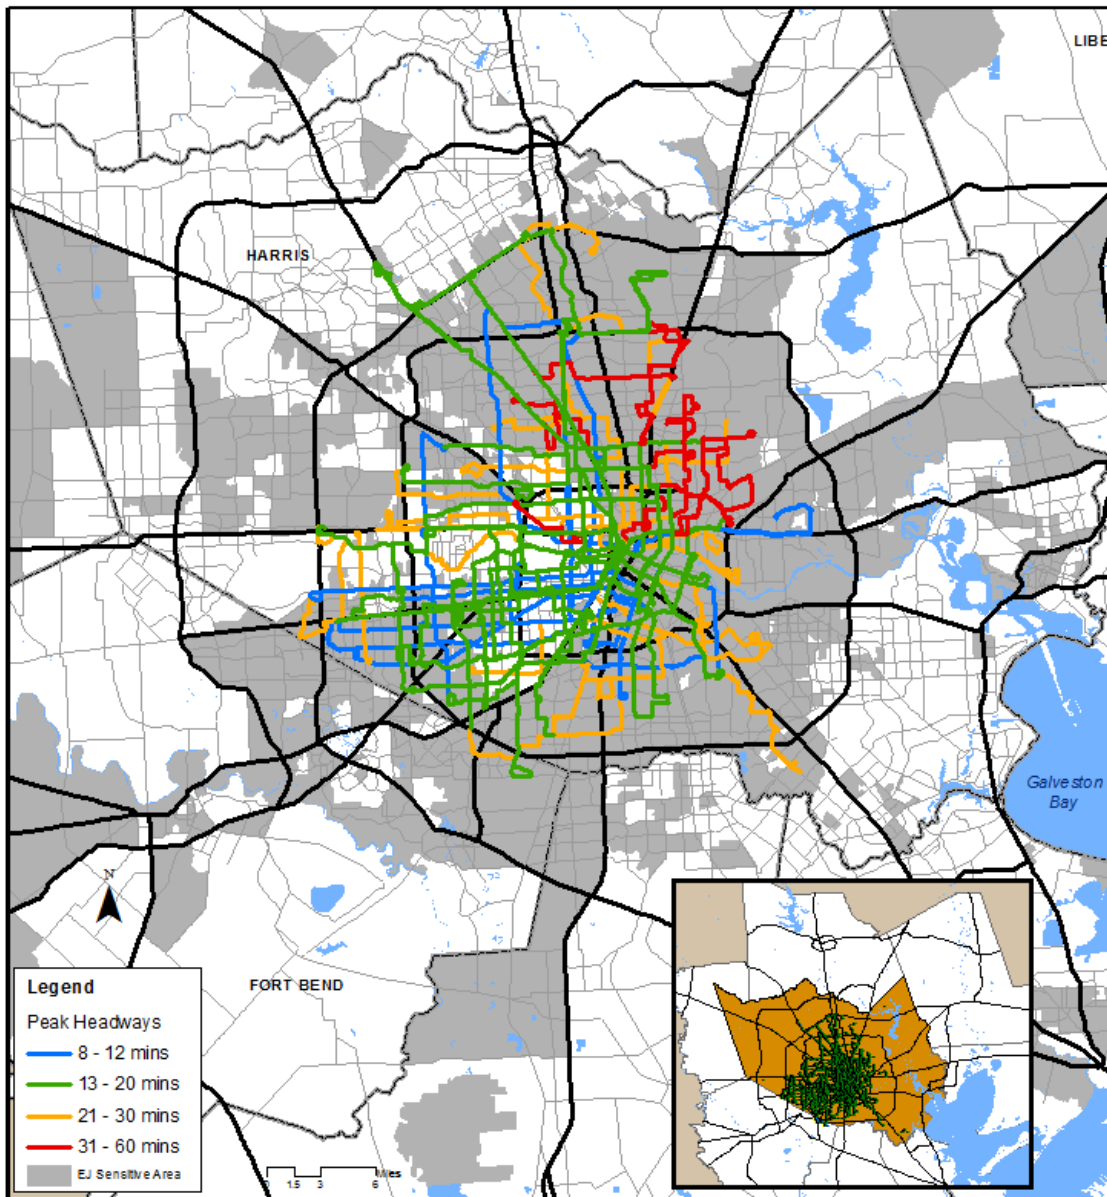 LIBE
HARRIS
Galveston
Bay
N
FORT BEND
Legend
Peak Headways
8 - 12 mins
13 - 20 mins
21 - 30 mins
31 - 60 mins
EJ Sensitive Area
Miles
0 1.5 3 6